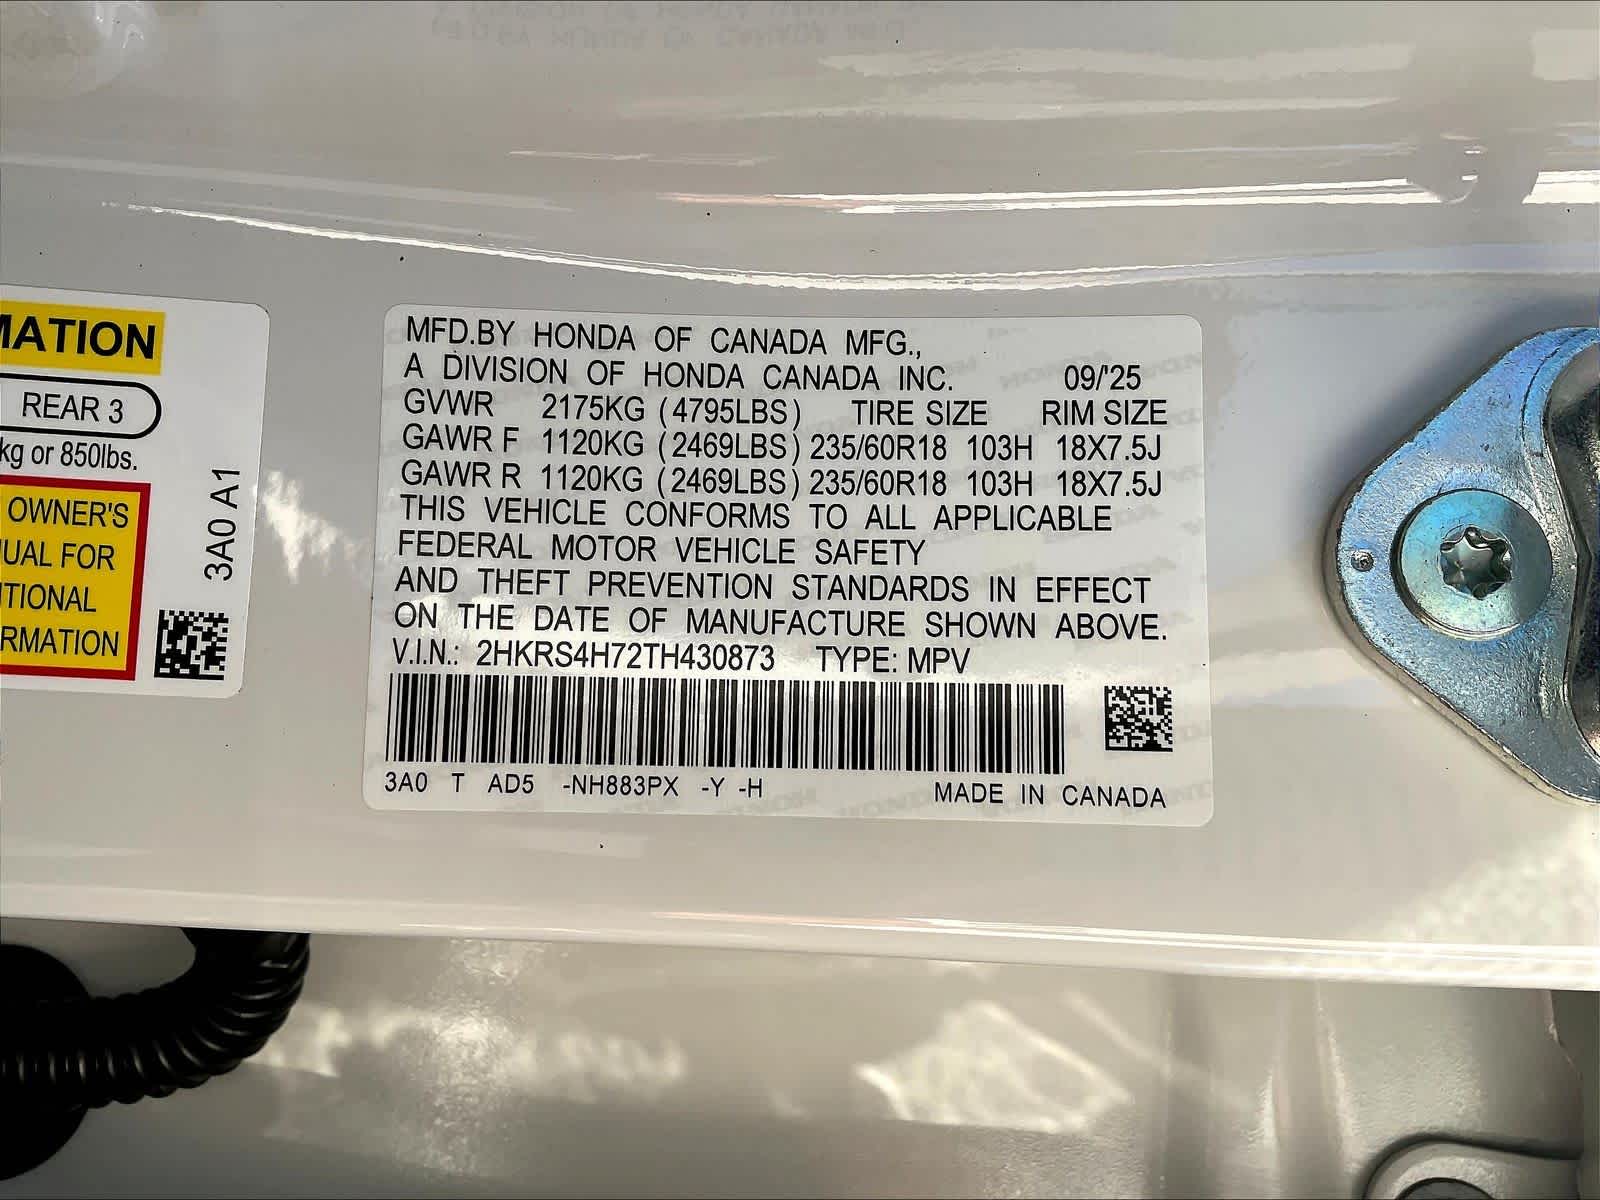 MATION
REAR 3
kg or 850lbs.
OWNER'S
UAL FOR
ITIONAL
RMATION
3A0 A1
MFD.BY HONDA OF CANADA MFG.,
A DIVISION OF HONDA CANADA INC. 09/'25
GVWR 2175KG (4795LBS) TIRE SIZE RIM SIZE
GAWR F 1120KG (2469LBS) 235/60R18 103H 18X7.5J
GAWR R 1120KG (2469LBS) 235/60R18 103H 18X7.5J
THIS VEHICLE CONFORMS TO ALL APPLICABLE
FEDERAL MOTOR VEHICLE SAFETY
AND THEFT PREVENTION STANDARDS IN EFFECT
ON THE DATE OF MANUFACTURE SHOWN ABOVE.
V.I.N.: 2HKRS4H72TH430873 TYPE: MPV
3A0 T AD5 -NH883PX -Y -H MADE IN CANADA